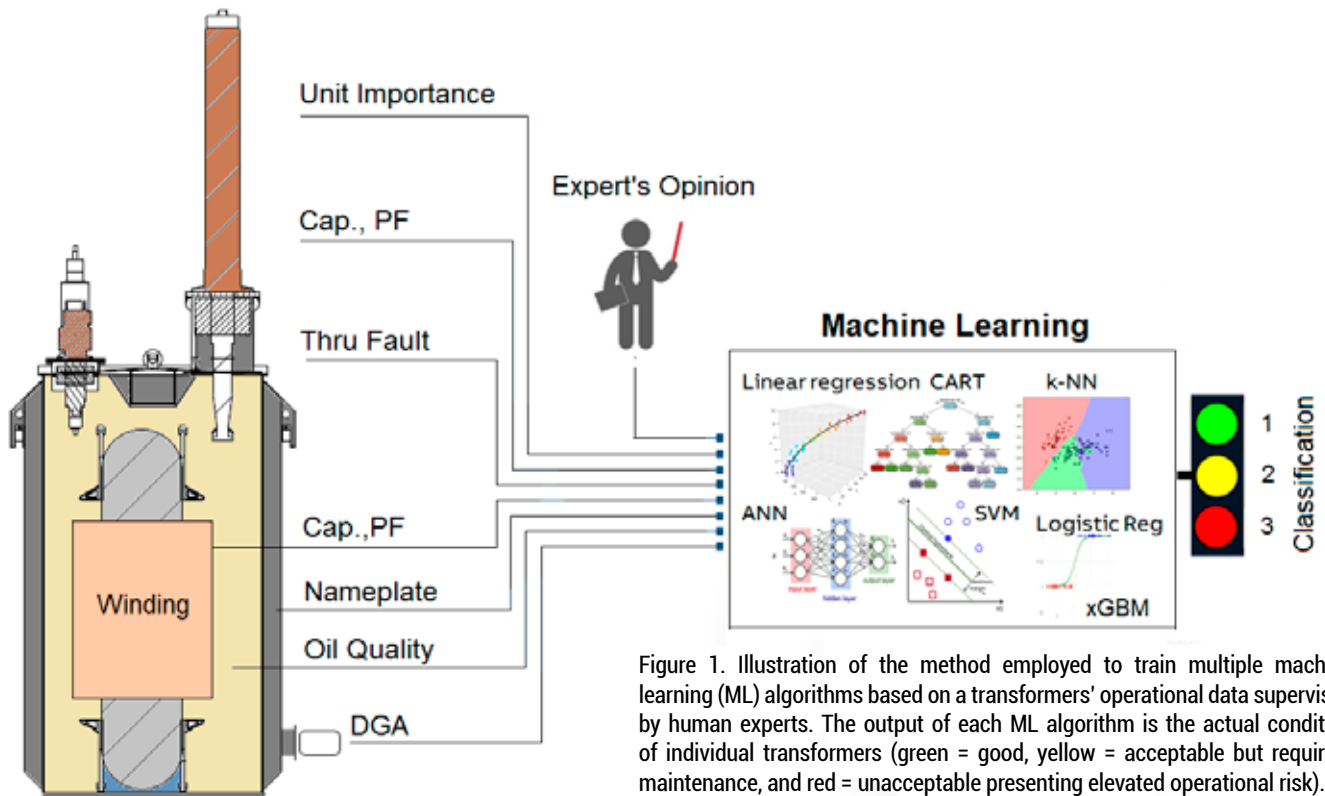 Unit Importance
Cap., PF
Thru Fault
Cap.,PF
Nameplate
Oil Quality
DGA
Winding
Expert's Opinion
Machine Learning
Linear regression
CART
k-NN
ANN
SVM
Logistic Reg
xGBM
1
2
3
Classification
Figure 1. Illustration of the method employed to train multiple mach
learning (ML) algorithms based on a transformers' operational data supervis
by human experts. The output of each ML algorithm is the actual condit
of individual transformers (green = good, yellow = acceptable but requir
maintenance, and red = unacceptable presenting elevated operational risk).